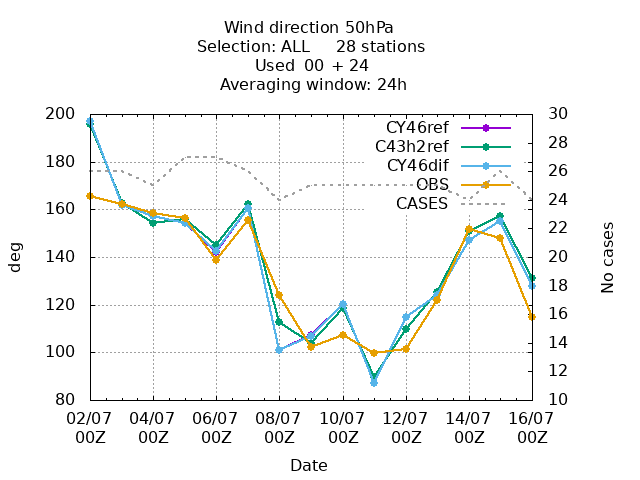 Wind direction 50hPa
Selection: ALL     28 stations
Used  00 + 24
Averaging window: 24h
200 30
CY46ref
28
C43h2ref
180
CY46dif
26
OBS
24
CASES
160
22
deg
140
20
No cases
18
120
16
14
100
12
80 10
02/07 04/07 06/07 08/07 10/07 12/07 14/07 16/07
00Z 00Z 00Z 00Z 00Z 00Z 00Z 00Z
Date